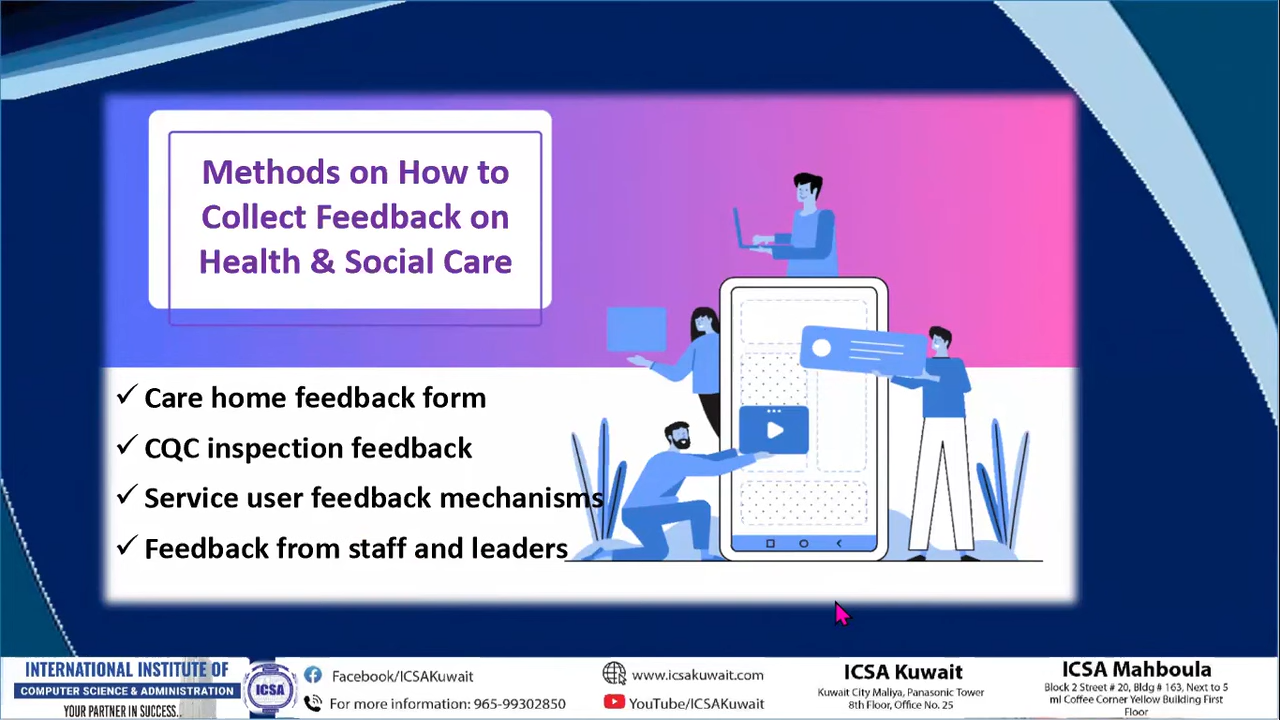 Methods on How to
Collect Feedback on
Health & Social Care
✓ Care home feedback form
✓ CQC inspection feedback
✓ Service user feedback mechanisms
✓ Feedback from staff and leaders
INTERNATIONAL INSTITUTE OF
COMPUTER SCIENCE & ADMINISTRATION
YOUR PARTNER IN SUCCESS..
ICSA
Facebook/ICSAKuwait
For more information: 965-99302850
www.icsakuwait.com
YouTube/ICSAKuwait
ICSA Kuwait
Kuwait City Maliya, Panasonic Tower
8th Floor, Office No. 25
ICSA Mahboula
Block 2 Street # 20, Bldg # 163, Next to 5
ml Coffee Corner Yellow Building First
Floor